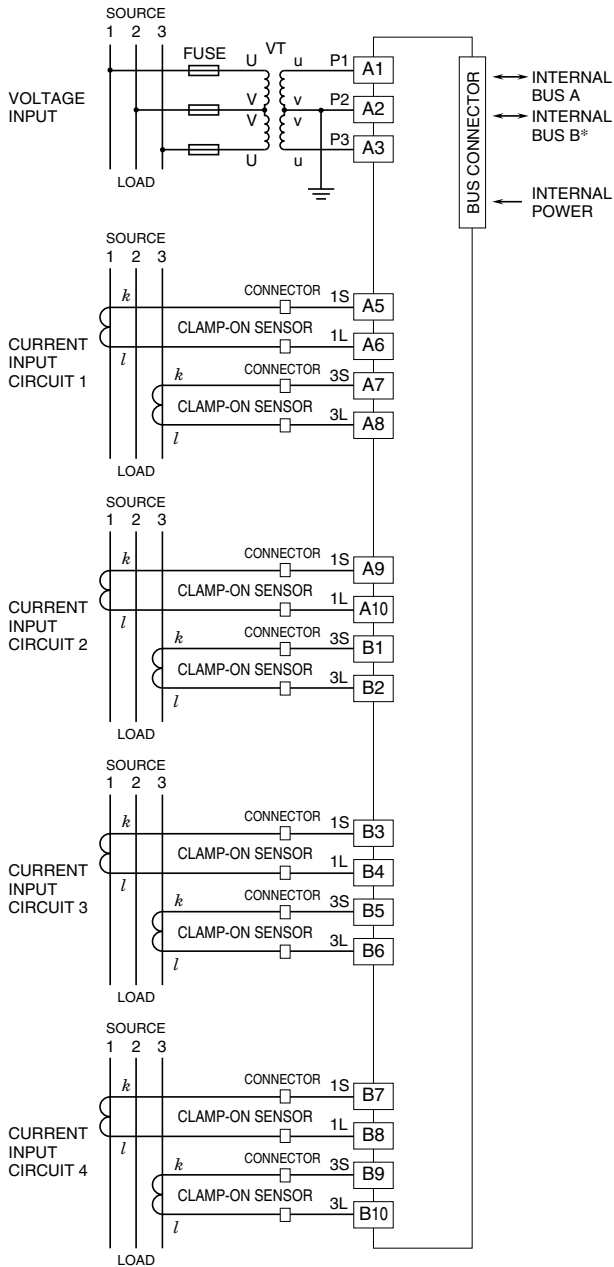 SOURCE
1 2 3
FUSE
VT
U u P1 A1
VOLTAGE
INPUT
V v P2 A2
V v
U u P3 A3
LOAD
BUS CONNECTOR
INTERNAL
BUS A
INTERNAL
BUS B*
INTERNAL
POWER
SOURCE
1 2 3
CURRENT
INPUT
CIRCUIT 1
k CONNECTOR 1S A5
l CLAMP-ON SENSOR 1L A6
k CONNECTOR 3S A7
CLAMP-ON SENSOR 3L A8
l
LOAD
SOURCE
1 2 3
CURRENT
INPUT
CIRCUIT 2
k CONNECTOR 1S A9
l CLAMP-ON SENSOR 1L A10
k CONNECTOR 3S B1
CLAMP-ON SENSOR 3L B2
l
LOAD
SOURCE
1 2 3
CURRENT
INPUT
CIRCUIT 3
k CONNECTOR 1S B3
l CLAMP-ON SENSOR 1L B4
k CONNECTOR 3S B5
CLAMP-ON SENSOR 3L B6
l
LOAD
SOURCE
1 2 3
CURRENT
INPUT
CIRCUIT 4
k CONNECTOR 1S B7
l CLAMP-ON SENSOR 1L B8
k CONNECTOR 3S B9
CLAMP-ON SENSOR 3L B10
l
LOAD